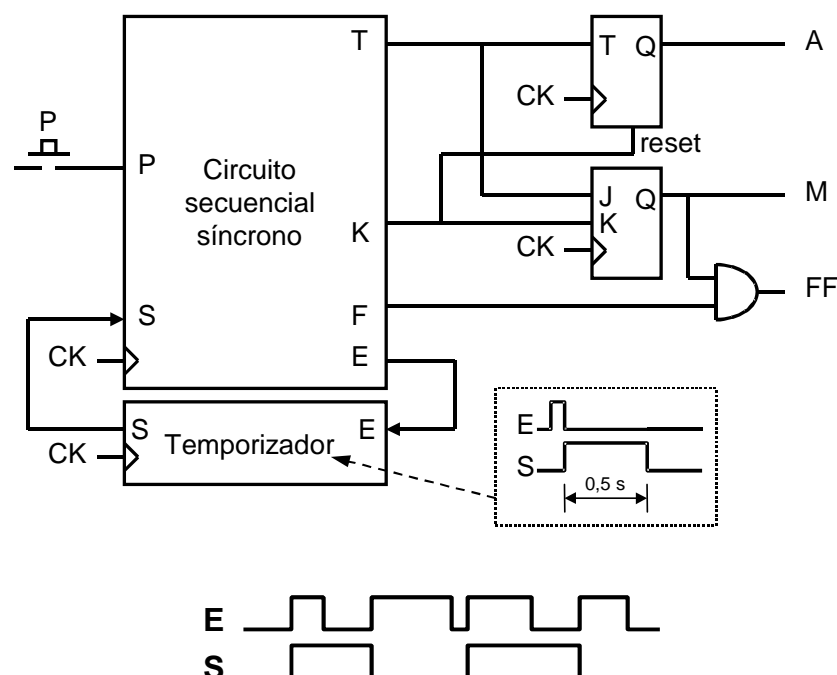 T
T Q
A
CK
P
reset
P
Circuito
secuencial
síncrono
J Q
M
K
K
CK
FF
S
F
CK
E
S
Temporizador
E
CK
E
S
0,5 s
E
S